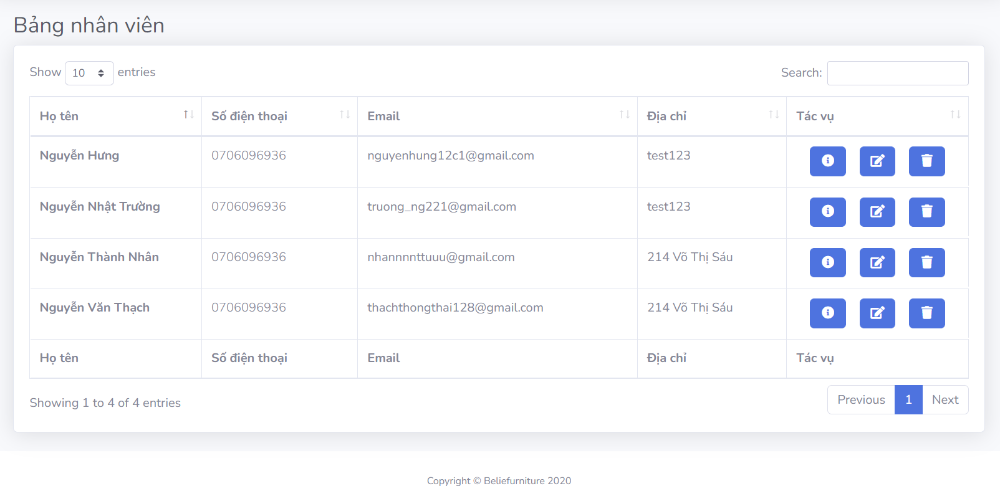 Bảng nhân viên
Show 10 entries Search:
Họ tên Số điện thoại Email Địa chỉ Tác vụ
Nguyễn Hưng 0706096936 nguyenhung12c1@gmail.com test123
Nguyễn Nhật Trường 0706096936 truong_ng221@gmail.com test123
Nguyễn Thành Nhân 0706096936 nhannnnttuuu@gmail.com 214 Võ Thị Sáu
Nguyễn Văn Thạch 0706096936 thachthongthai128@gmail.com 214 Võ Thị Sáu
Họ tên Số điện thoại Email Địa chỉ Tác vụ
Showing 1 to 4 of 4 entries Previous 1 Next
Copyright © Beliefurniture 2020